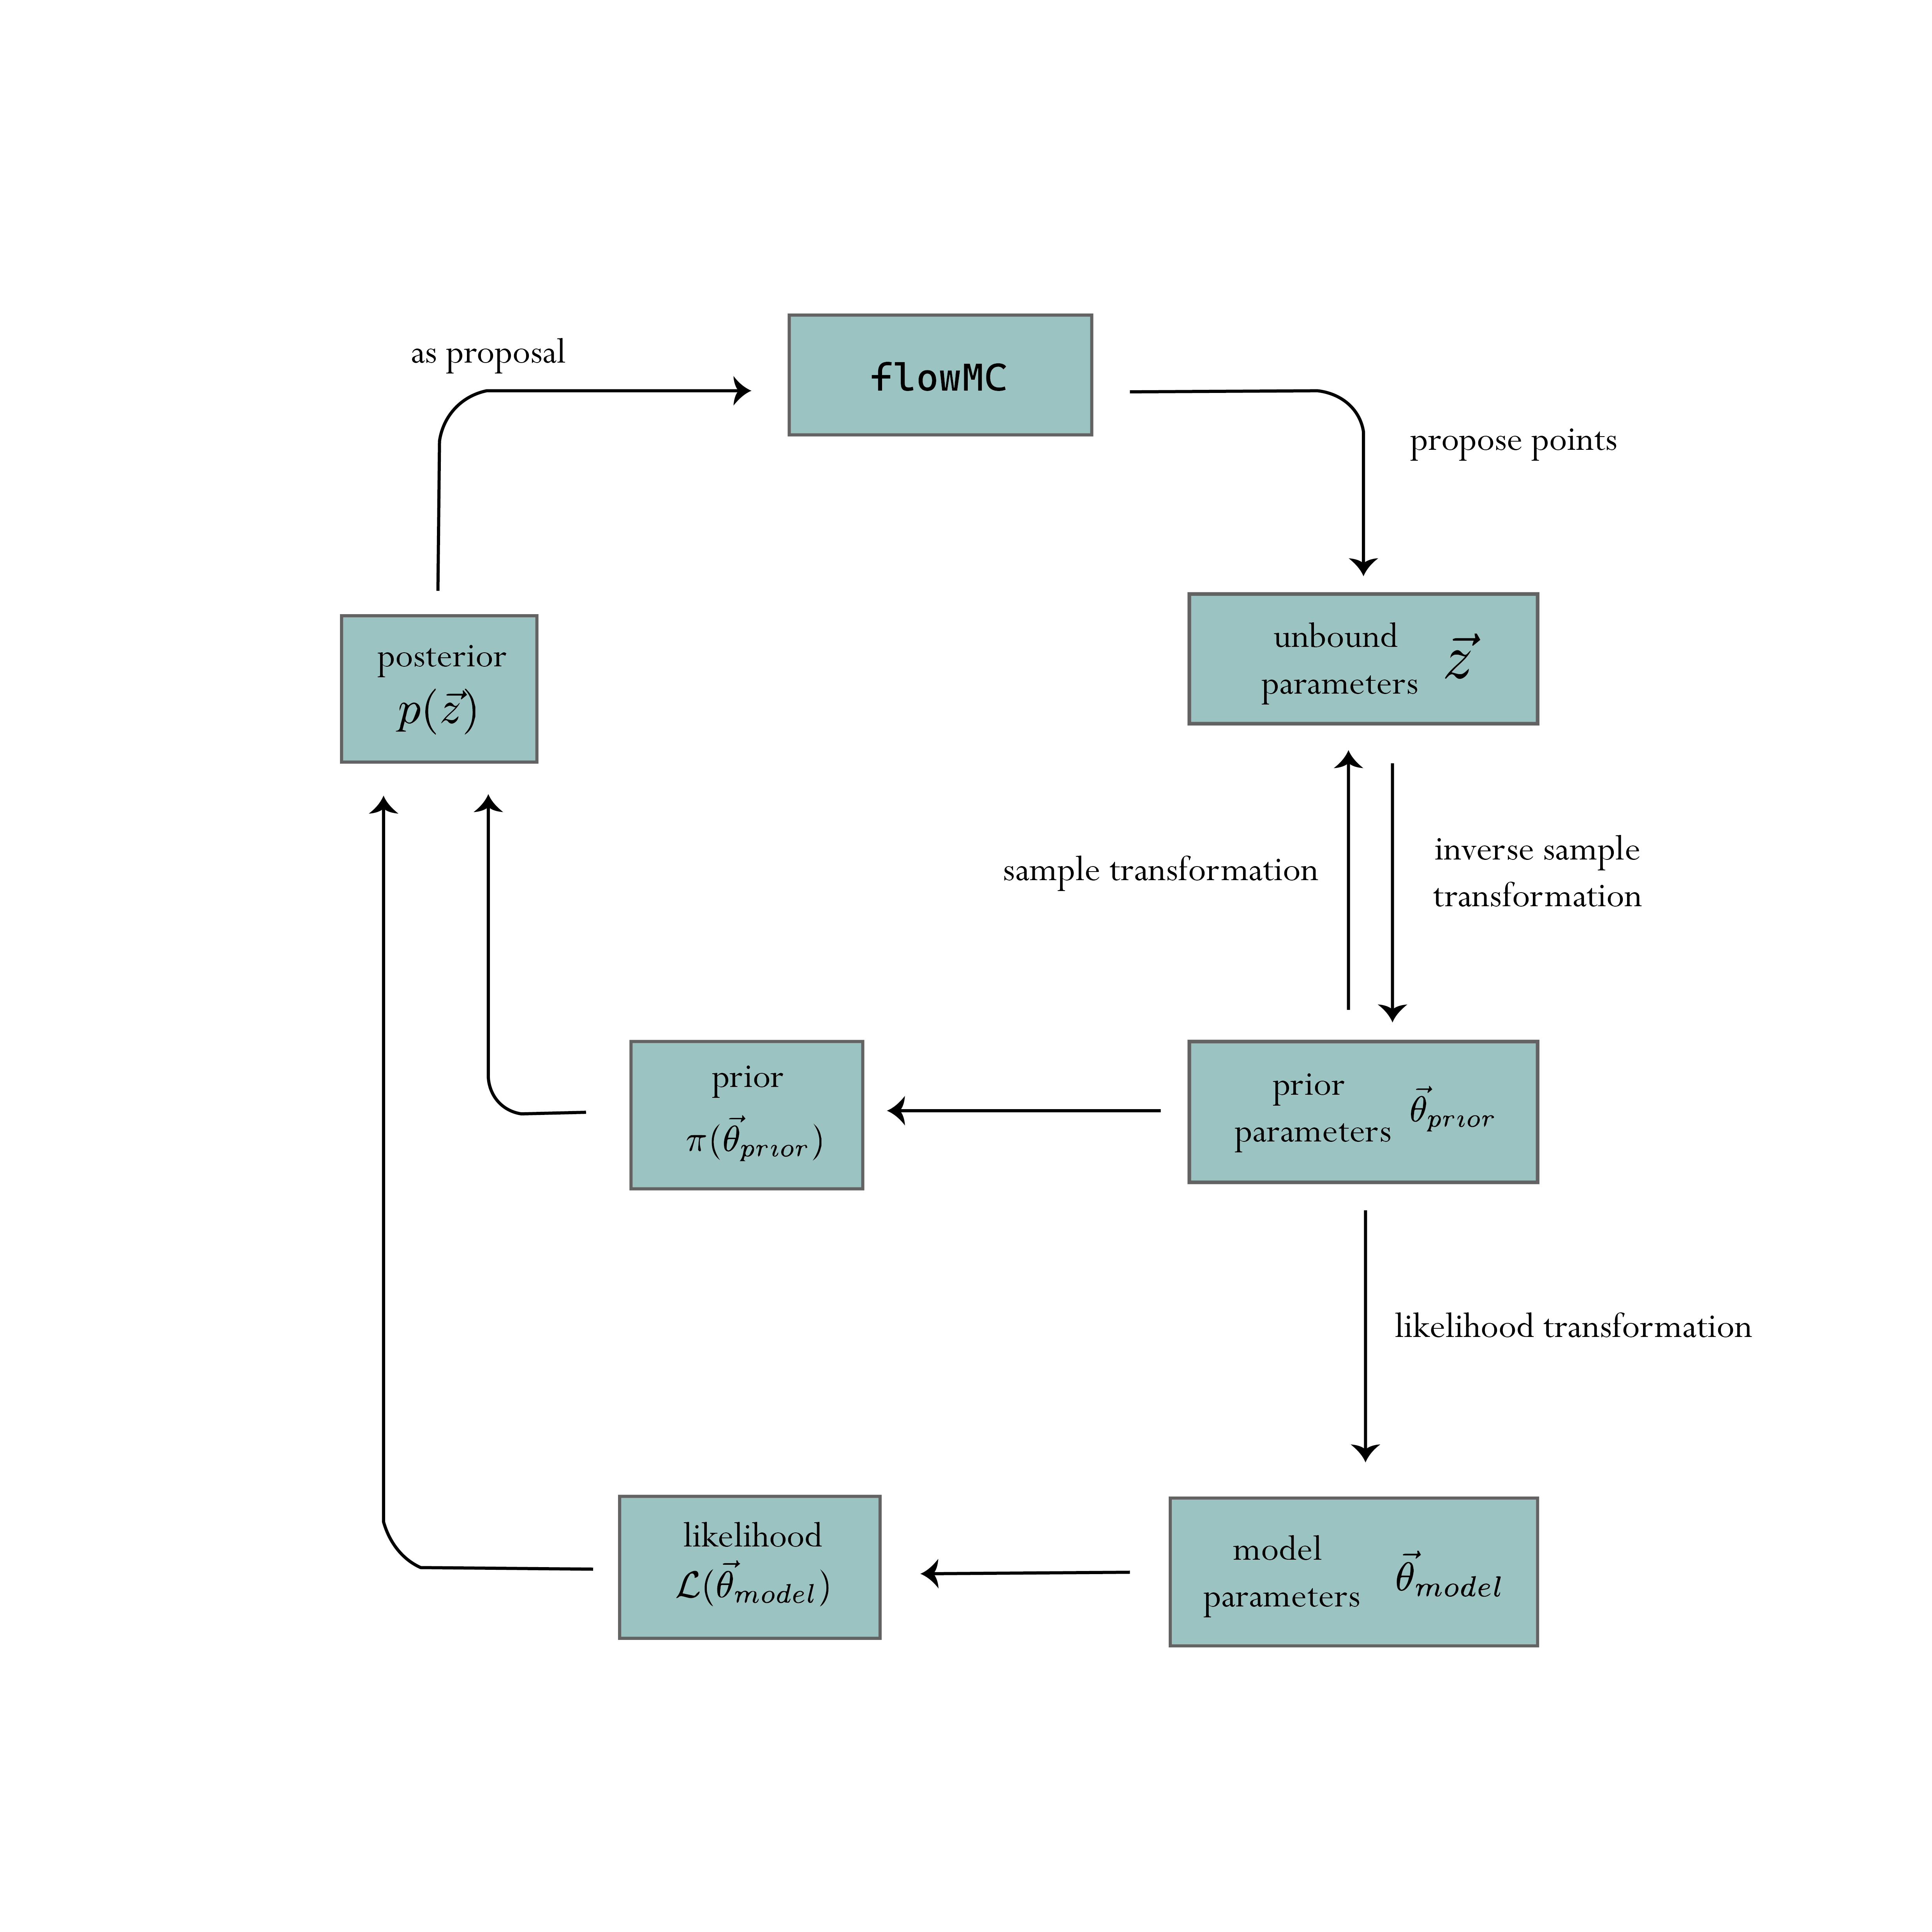 as proposal
flowMC
propose points
unbound
parameters $\vec{z}$
posterior
$p(\vec{z})$
sample transformation
inverse sample
transformation
prior
$\pi(\vec{\theta}_{prior})$
prior
parameters $\vec{\theta}_{prior}$
likelihood transformation
likelihood
$\mathcal{L}(\vec{\theta}_{model})$
model
parameters $\vec{\theta}_{model}$